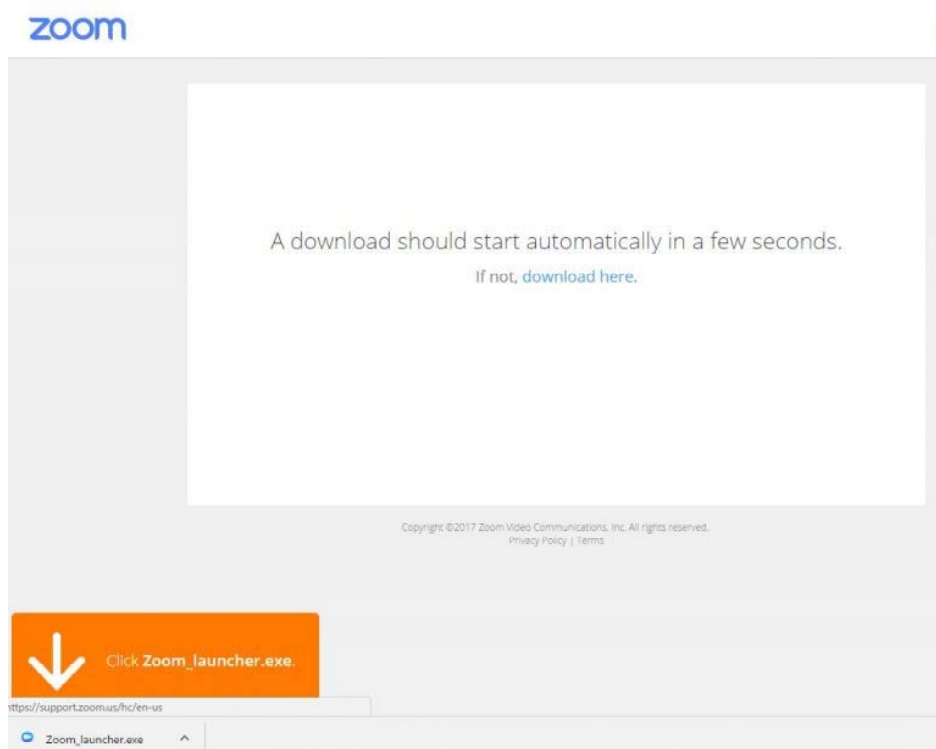 zoom
A download should start automatically in a few seconds.
If not, download here.
Copyright ©2017 Zoom Video Communications, Inc. All rights reserved.
Privacy Policy | Terms
Click Zoom_launcher.exe.
https://support.zoom.us/hc/en-us
Zoom_launcher.exe